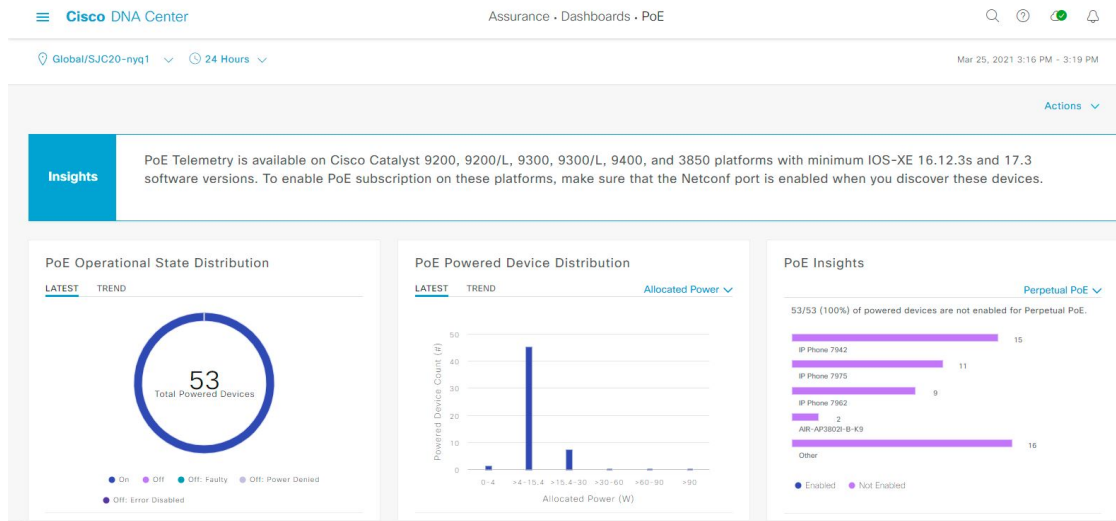 Cisco DNA Center
Assurance • Dashboards • PoE
Global/SJC20-nyq1
24 Hours
Mar 25, 2021 3:16 PM - 3:19 PM
Actions
Insights
PoE Telemetry is available on Cisco Catalyst 9200, 9200/L, 9300, 9300/L, 9400, and 3850 platforms with minimum IOS-XE 16.12.3s and 17.3
software versions. To enable PoE subscription on these platforms, make sure that the Netconf port is enabled when you discover these devices.
PoE Operational State Distribution
LATEST TREND
53
Total Powered Devices
On Off Off: Faulty Off: Power Denied
Off: Error Disabled
PoE Powered Device Distribution
LATEST TREND Allocated Power
Powered Device Count (#)
50
40
30
20
10
0
0-4 >4-15.4 >15.4-30 >30-60 >60-90 >90
Allocated Power (W)
PoE Insights
Perpetual PoE
53/53 (100%) of powered devices are not enabled for Perpetual PoE.
15
IP Phone 7942
11
IP Phone 7975
9
IP Phone 7962
2
AIR-AP3802I-B-K9
16
Other
Enabled Not Enabled